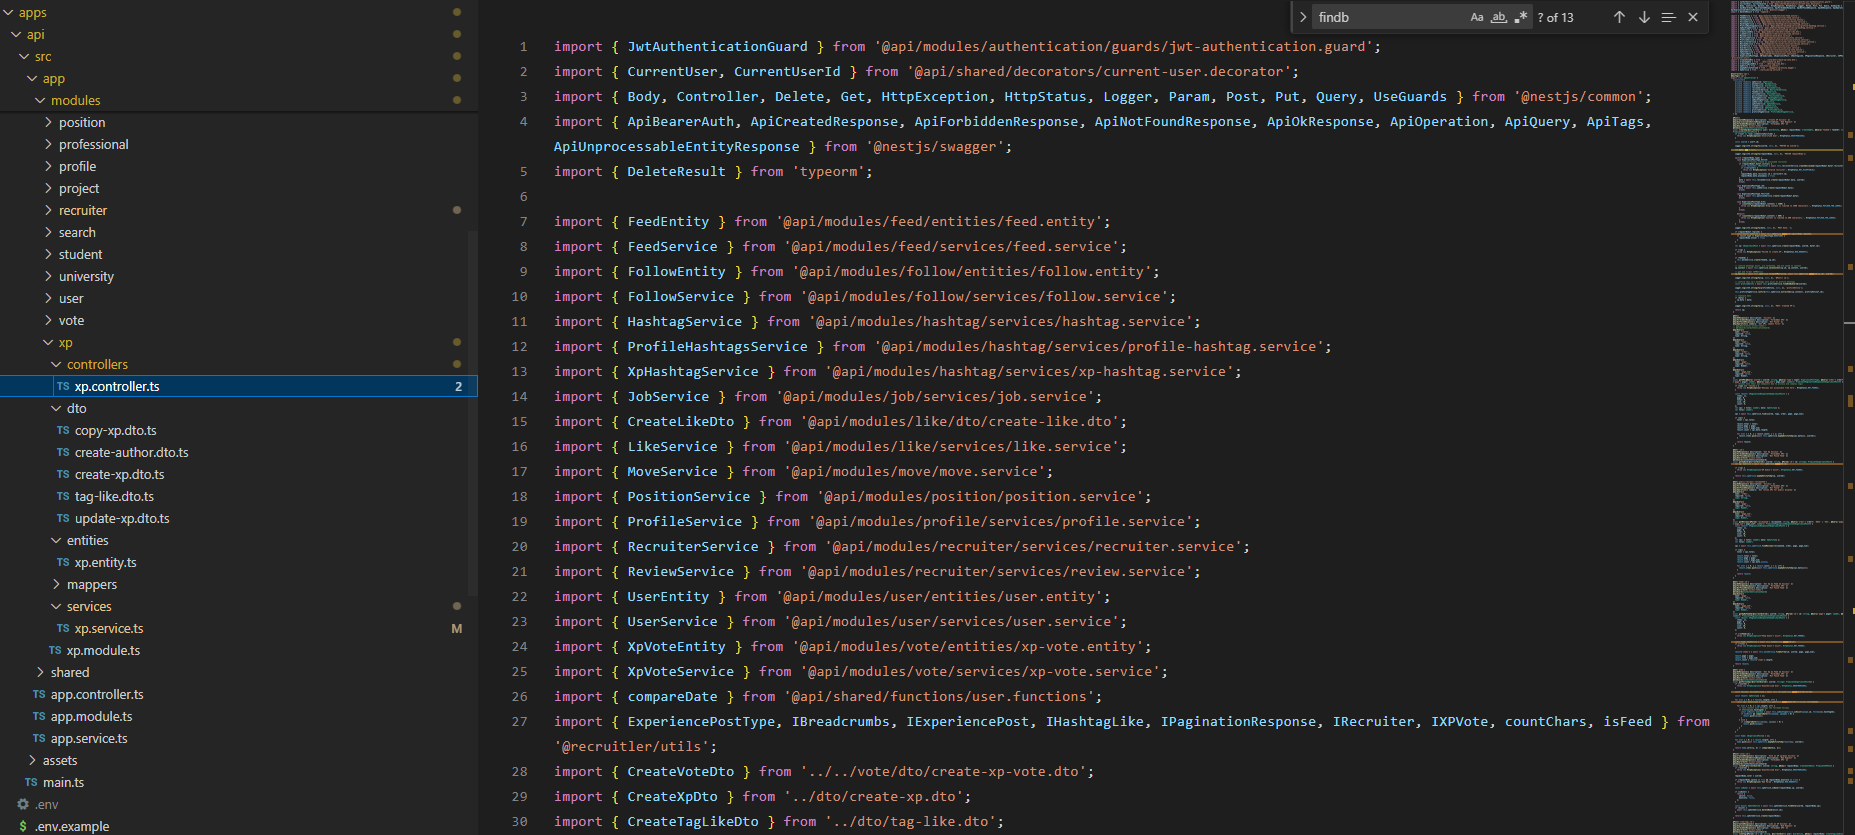 apps
api
src
app
modules
position
professional
profile
project
recruiter
search
student
university
user
vote
xp
controllers
TS xp.controller.ts 2
dto
TS copy-xp.dto.ts
TS create-author.dto.ts
TS create-xp.dto.ts
TS tag-like.dto.ts
TS update-xp.dto.ts
entities
TS xp.entity.ts
mappers
services
TS xp.service.ts M
TS xp.module.ts
shared
TS app.controller.ts
TS app.module.ts
TS app.service.ts
assets
TS main.ts
.env
$ .env.example
findb Aa ab ? of 13
1 import { JwtAuthenticationGuard } from '@api/modules/authentication/guards/jwt-authentication.guard';
2 import { CurrentUser, CurrentUserId } from '@api/shared/decorators/current-user.decorator';
3 import { Body, Controller, Delete, Get, HttpException, HttpStatus, Logger, Param, Post, Put, Query, UseGuards } from '@nestjs/common';
4 import { ApiBearerAuth, ApiCreatedResponse, ApiForbiddenResponse, ApiNotFoundResponse, ApiOkResponse, ApiOperation, ApiQuery, ApiTags,
ApiUnprocessableEntityResponse } from '@nestjs/swagger';
5 import { DeleteResult } from 'typeorm';
6
7 import { FeedEntity } from '@api/modules/feed/entities/feed.entity';
8 import { FeedService } from '@api/modules/feed/services/feed.service';
9 import { FollowEntity } from '@api/modules/follow/entities/follow.entity';
10 import { FollowService } from '@api/modules/follow/services/follow.service';
11 import { HashtagService } from '@api/modules/hashtag/services/hashtag.service';
12 import { ProfileHashtagsService } from '@api/modules/hashtag/services/profile-hashtag.service';
13 import { XpHashtagService } from '@api/modules/hashtag/services/xp-hashtag.service';
14 import { JobService } from '@api/modules/job/services/job.service';
15 import { CreateLikeDto } from '@api/modules/like/dto/create-like.dto';
16 import { LikeService } from '@api/modules/like/services/like.service';
17 import { MoveService } from '@api/modules/move/move.service';
18 import { PositionService } from '@api/modules/position/position.service';
19 import { ProfileService } from '@api/modules/profile/services/profile.service';
20 import { RecruiterService } from '@api/modules/recruiter/services/recruiter.service';
21 import { ReviewService } from '@api/modules/recruiter/services/review.service';
22 import { UserEntity } from '@api/modules/user/entities/user.entity';
23 import { UserService } from '@api/modules/user/services/user.service';
24 import { XpVoteEntity } from '@api/modules/vote/entities/xp-vote.entity';
25 import { XpVoteService } from '@api/modules/vote/services/xp-vote.service';
26 import { compareDate } from '@api/shared/functions/user.functions';
27 import { ExperiencePostType, IBreadcrumbs, IExperiencePost, IHashtagLike, IPaginationResponse, IRecruiter, IXPVote, countChars, isFeed } from
'@recruitler/utils';
28 import { CreateVoteDto } from '../../vote/dto/create-xp-vote.dto';
29 import { CreateXpDto } from '../dto/create-xp.dto';
30 import { CreateTagLikeDto } from '../dto/tag-like.dto';